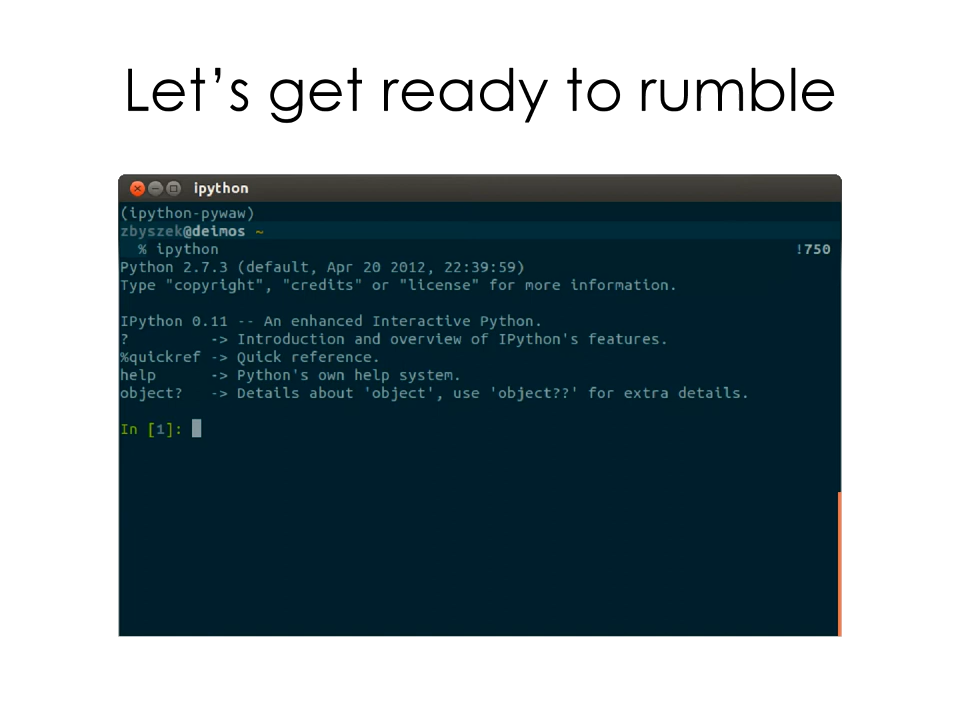 Let’s get ready to rumble
ipython
(ipython-pywaw)
zbyszek@deimos ~
% ipython !750
Python 2.7.3 (default, Apr 20 2012, 22:39:59)
Type "copyright", "credits" or "license" for more information.
IPython 0.11 -- An enhanced Interactive Python.
? -> Introduction and overview of IPython's features.
%quickref -> Quick reference.
help -> Python's own help system.
object? -> Details about 'object', use 'object??' for extra details.
In [1]: